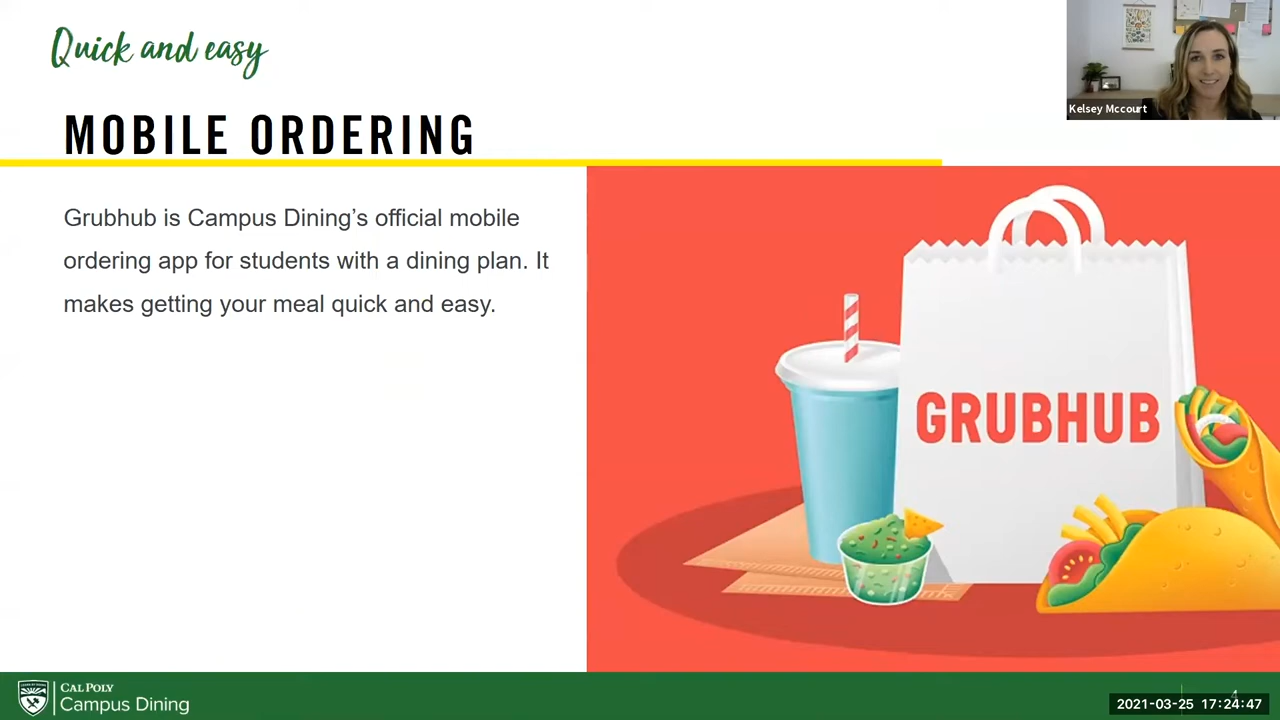 Quick and easy
MOBILE ORDERING
Kelsey Mccourt
Grubhub is Campus Dining’s official mobile
ordering app for students with a dining plan. It
makes getting your meal quick and easy.
GRUBHUB
CAL POLY
Campus Dining
4
2021-03-25 17:24:47